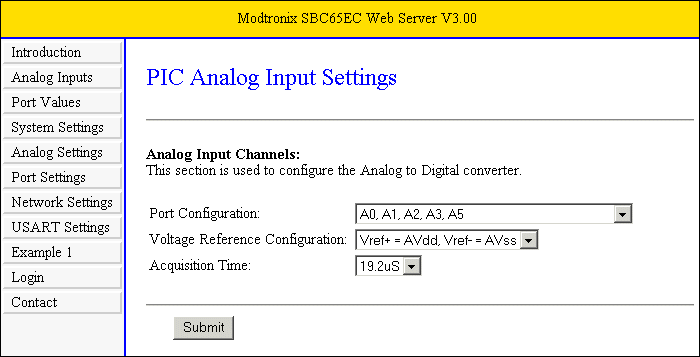 Modtronix SBC65EC Web Server V3.00
Introduction
Analog Inputs
Port Values
System Settings
Analog Settings
Port Settings
Network Settings
USART Settings
Example 1
Login
Contact
PIC Analog Input Settings
Analog Input Channels:
This section is used to configure the Analog to Digital converter.
Port Configuration: A0, A1, A2, A3, A5
Voltage Reference Configuration: Vref+ = AVdd, Vref- = AVss
Acquisition Time: 19.2uS
Submit